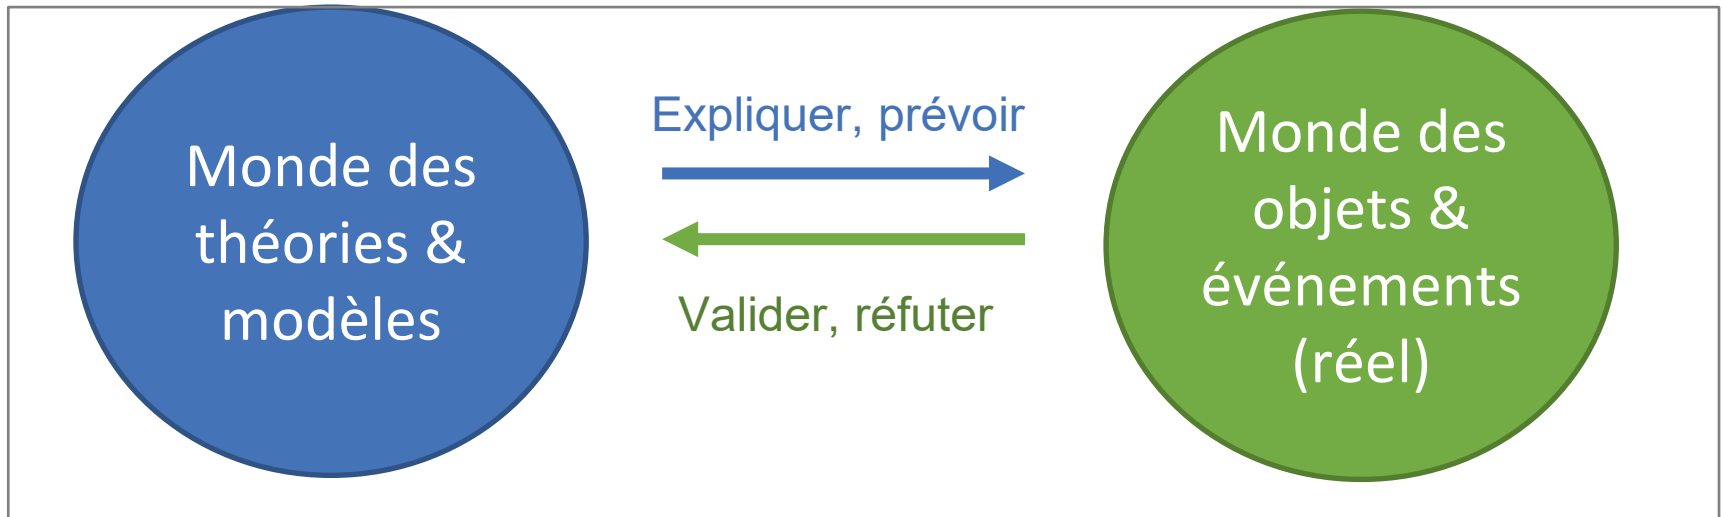 Monde des
théories &
modèles
Expliquer, prévoir
Valider, réfuter
Monde des
objets &
événements
(réel)